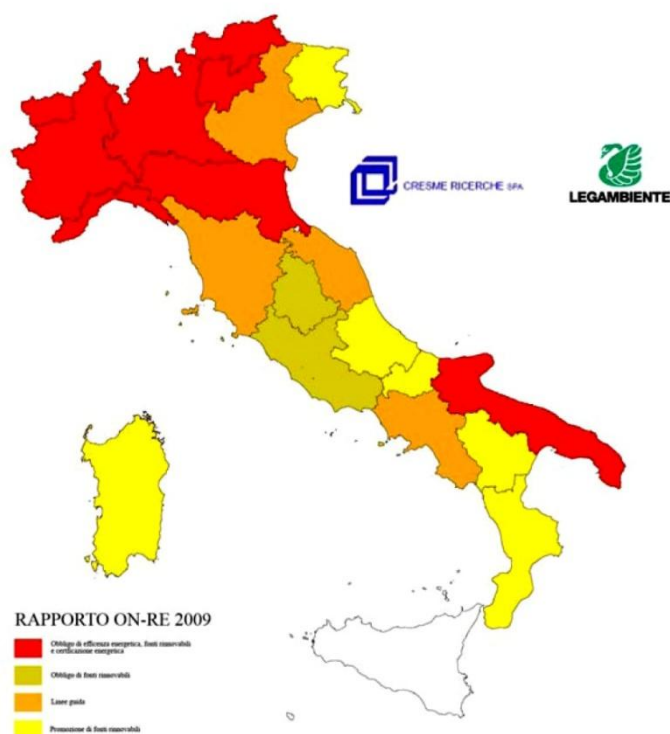 CRESME RICERCHE SPA
LEGAMBIENTE
RAPPORTO ON-RE 2009
Obbligo di efficenza energetica, fonti rinnovabili
e certificazione energetica
Obbligo di fonti rinnovabili
Linee guida
Promozione di fonti rinnovabili